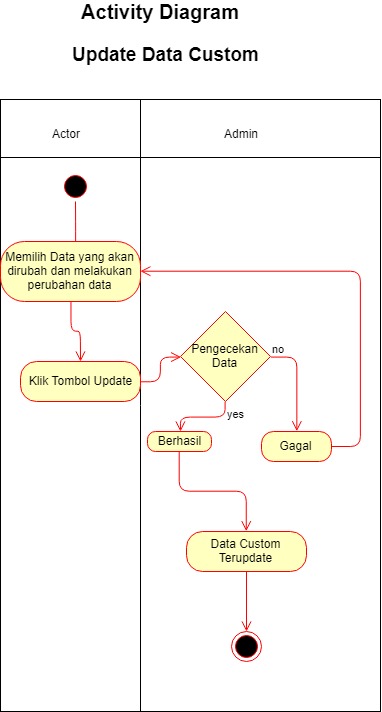 Activity Diagram
Update Data Custom
Actor
Admin
Memilih Data yang akan
dirubah dan melakukan
perubahan data
Klik Tombol Update
Pengecekan
Data
no
yes
Berhasil
Gagal
Data Custom
Terupdate